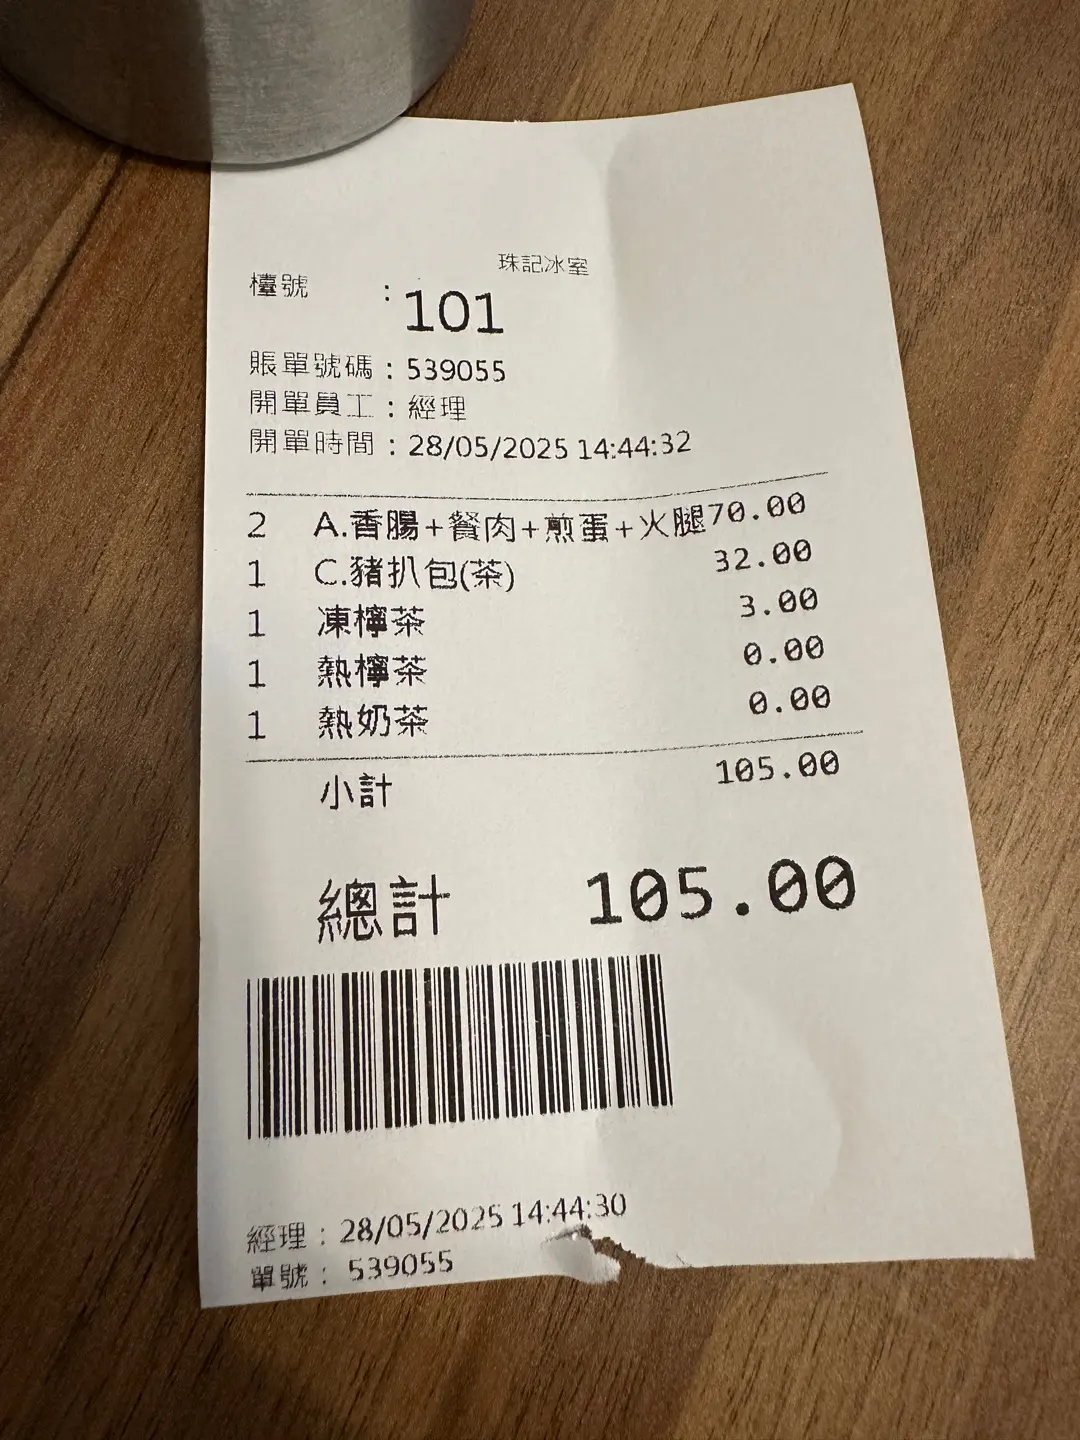 珠記冰室
檯號 : 101
賬單號碼 : 539055
開單員工 : 經理
開單時間 : 28/05/2025 14:44:32
2 A.香腸+餐肉+煎蛋+火腿 70.00
1 C.豬扒包(茶) 32.00
1 凍檸茶 3.00
1 熱檸茶 0.00
1 熱奶茶 0.00
小計 105.00
總計 105.00
經理 : 28/05/2025 14:44:30
單號 : 539055